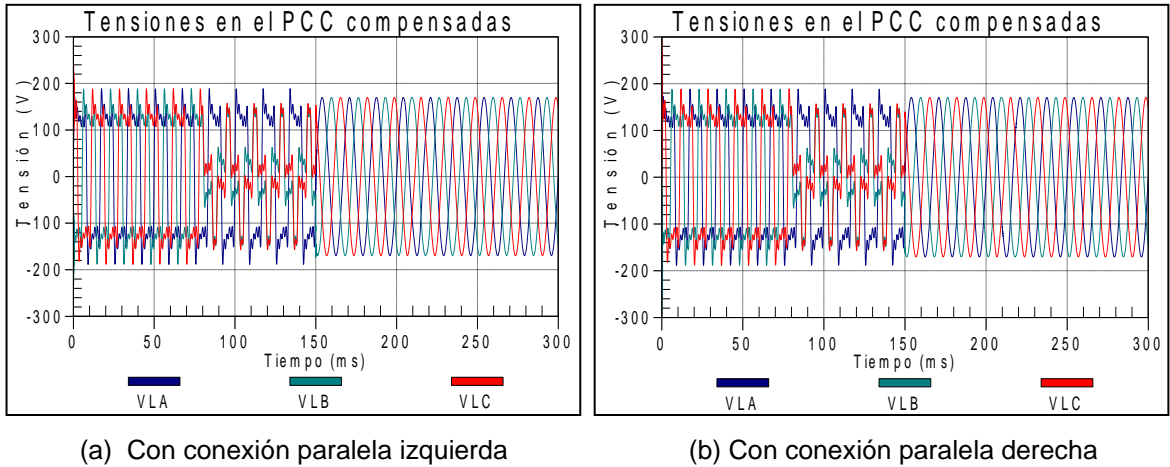 Tensiones en el PCC compensadas
300
200
100
0
-100
-200
-300
Tensión (V)
0 50 100 150 200 250 300
Tiempo (ms)
VLA VLB VLC
(a) Con conexión paralela izquierda
Tensiones en el PCC compensadas
300
200
100
0
-100
-200
-300
Tensión (V)
0 50 100 150 200 250 300
Tiempo (ms)
VLA VLB VLC
(b) Con conexión paralela derecha